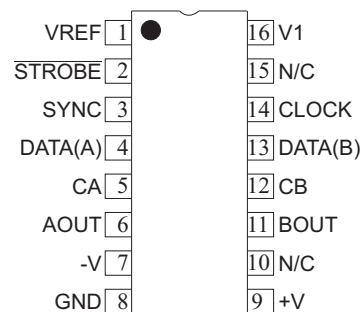 VREF 1 16 V1
STROBE 2 15 N/C
SYNC 3 14 CLOCK
DATA(A) 4 13 DATA(B)
CA 5 12 CB
AOUT 6 11 BOUT
-V 7 10 N/C
GND 8 9 +V